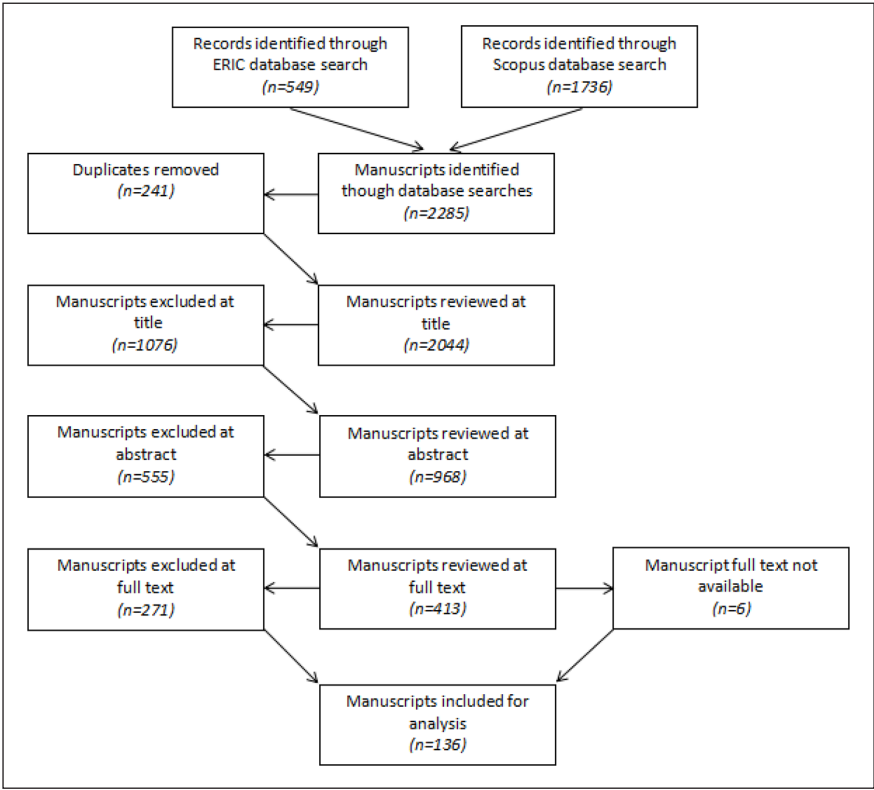 Records identified through
ERIC database search
(n=549)
Records identified through
Scopus database search
(n=1736)
Duplicates removed
(n=241)
Manuscripts identified
though database searches
(n=2285)
Manuscripts excluded at
title
(n=1076)
Manuscripts reviewed at
title
(n=2044)
Manuscripts excluded at
abstract
(n=555)
Manuscripts reviewed at
abstract
(n=968)
Manuscripts excluded at
full text
(n=271)
Manuscripts reviewed at
full text
(n=413)
Manuscript full text not
available
(n=6)
Manuscripts included for
analysis
(n=136)